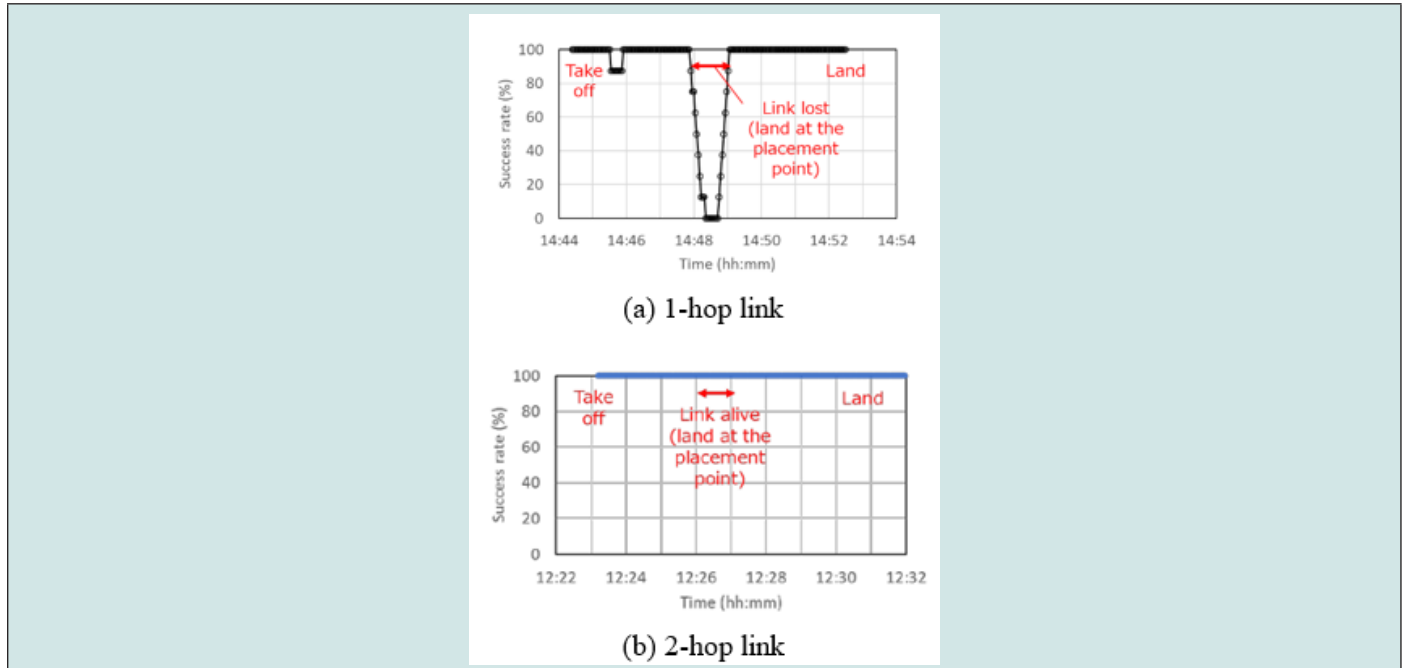 100
80
60
40
20
0
Success rate (%)
Take
off
Land
Link lost
(land at the
placement
point)
14:44 14:46 14:48 14:50 14:52 14:54
Time (hh:mm)
(a) 1-hop link
100
80
60
40
20
0
Success rate (%)
Take
off
Land
Link alive
(land at the
placement
point)
12:22 12:24 12:26 12:28 12:30 12:32
Time (hh:mm)
(b) 2-hop link